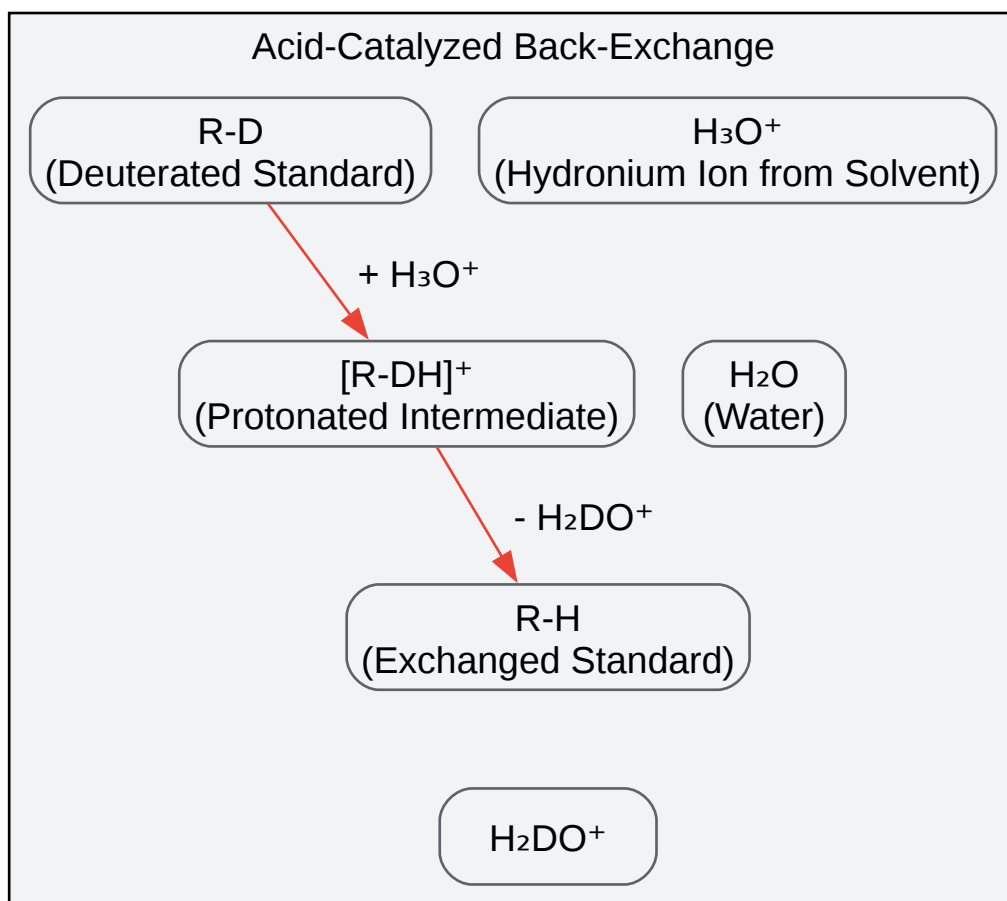 Acid-Catalyzed Back-Exchange
R-D
(Deuterated Standard)
H₃O⁺
(Hydronium Ion from Solvent)
+ H₃O⁺
[R-DH]⁺
(Protonated Intermediate)
H₂O
(Water)
- H₂DO⁺
R-H
(Exchanged Standard)
H₂DO⁺